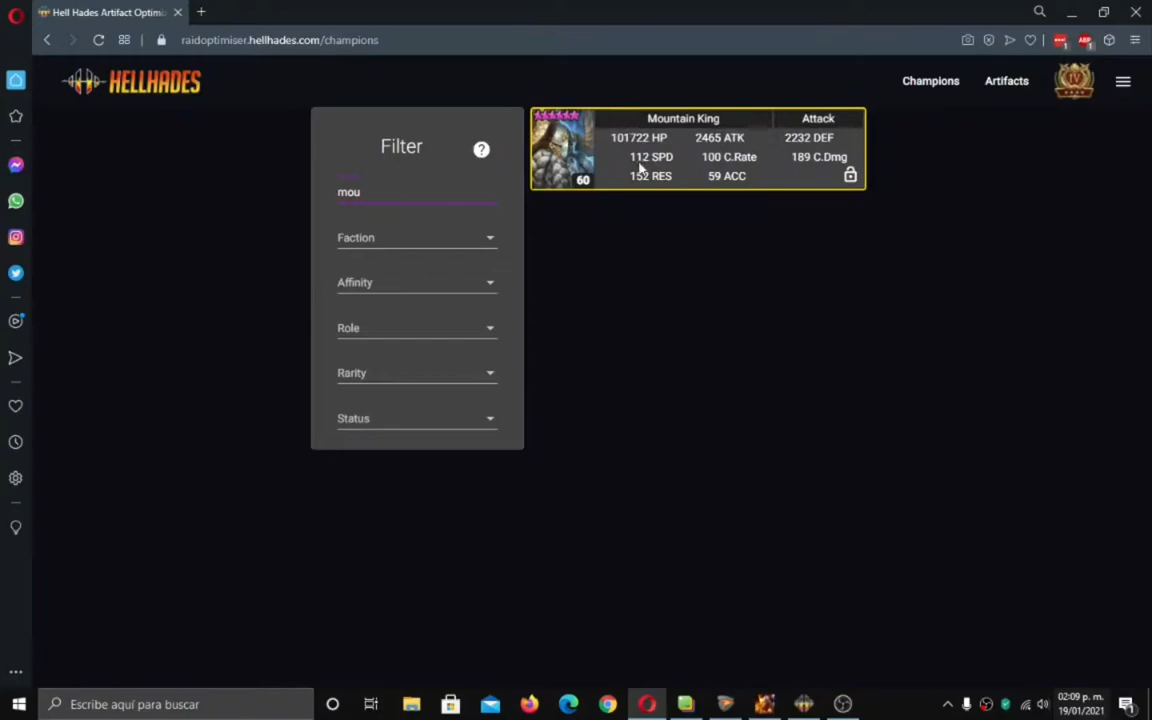 Hell Hades Artifact Optimi
raidoptimiser.hellhades.com/champions
HELLHADES
Champions
Artifacts
IV
Filter
?
mou
Faction
Affinity
Role
Rarity
Status
Mountain King
Attack
101722 HP
2465 ATK
2232 DEF
112 SPD
100 C.Rate
189 C.Dmg
152 RES
59 ACC
60
Escribe aquí para buscar
02:09 p. m.
19/01/2021